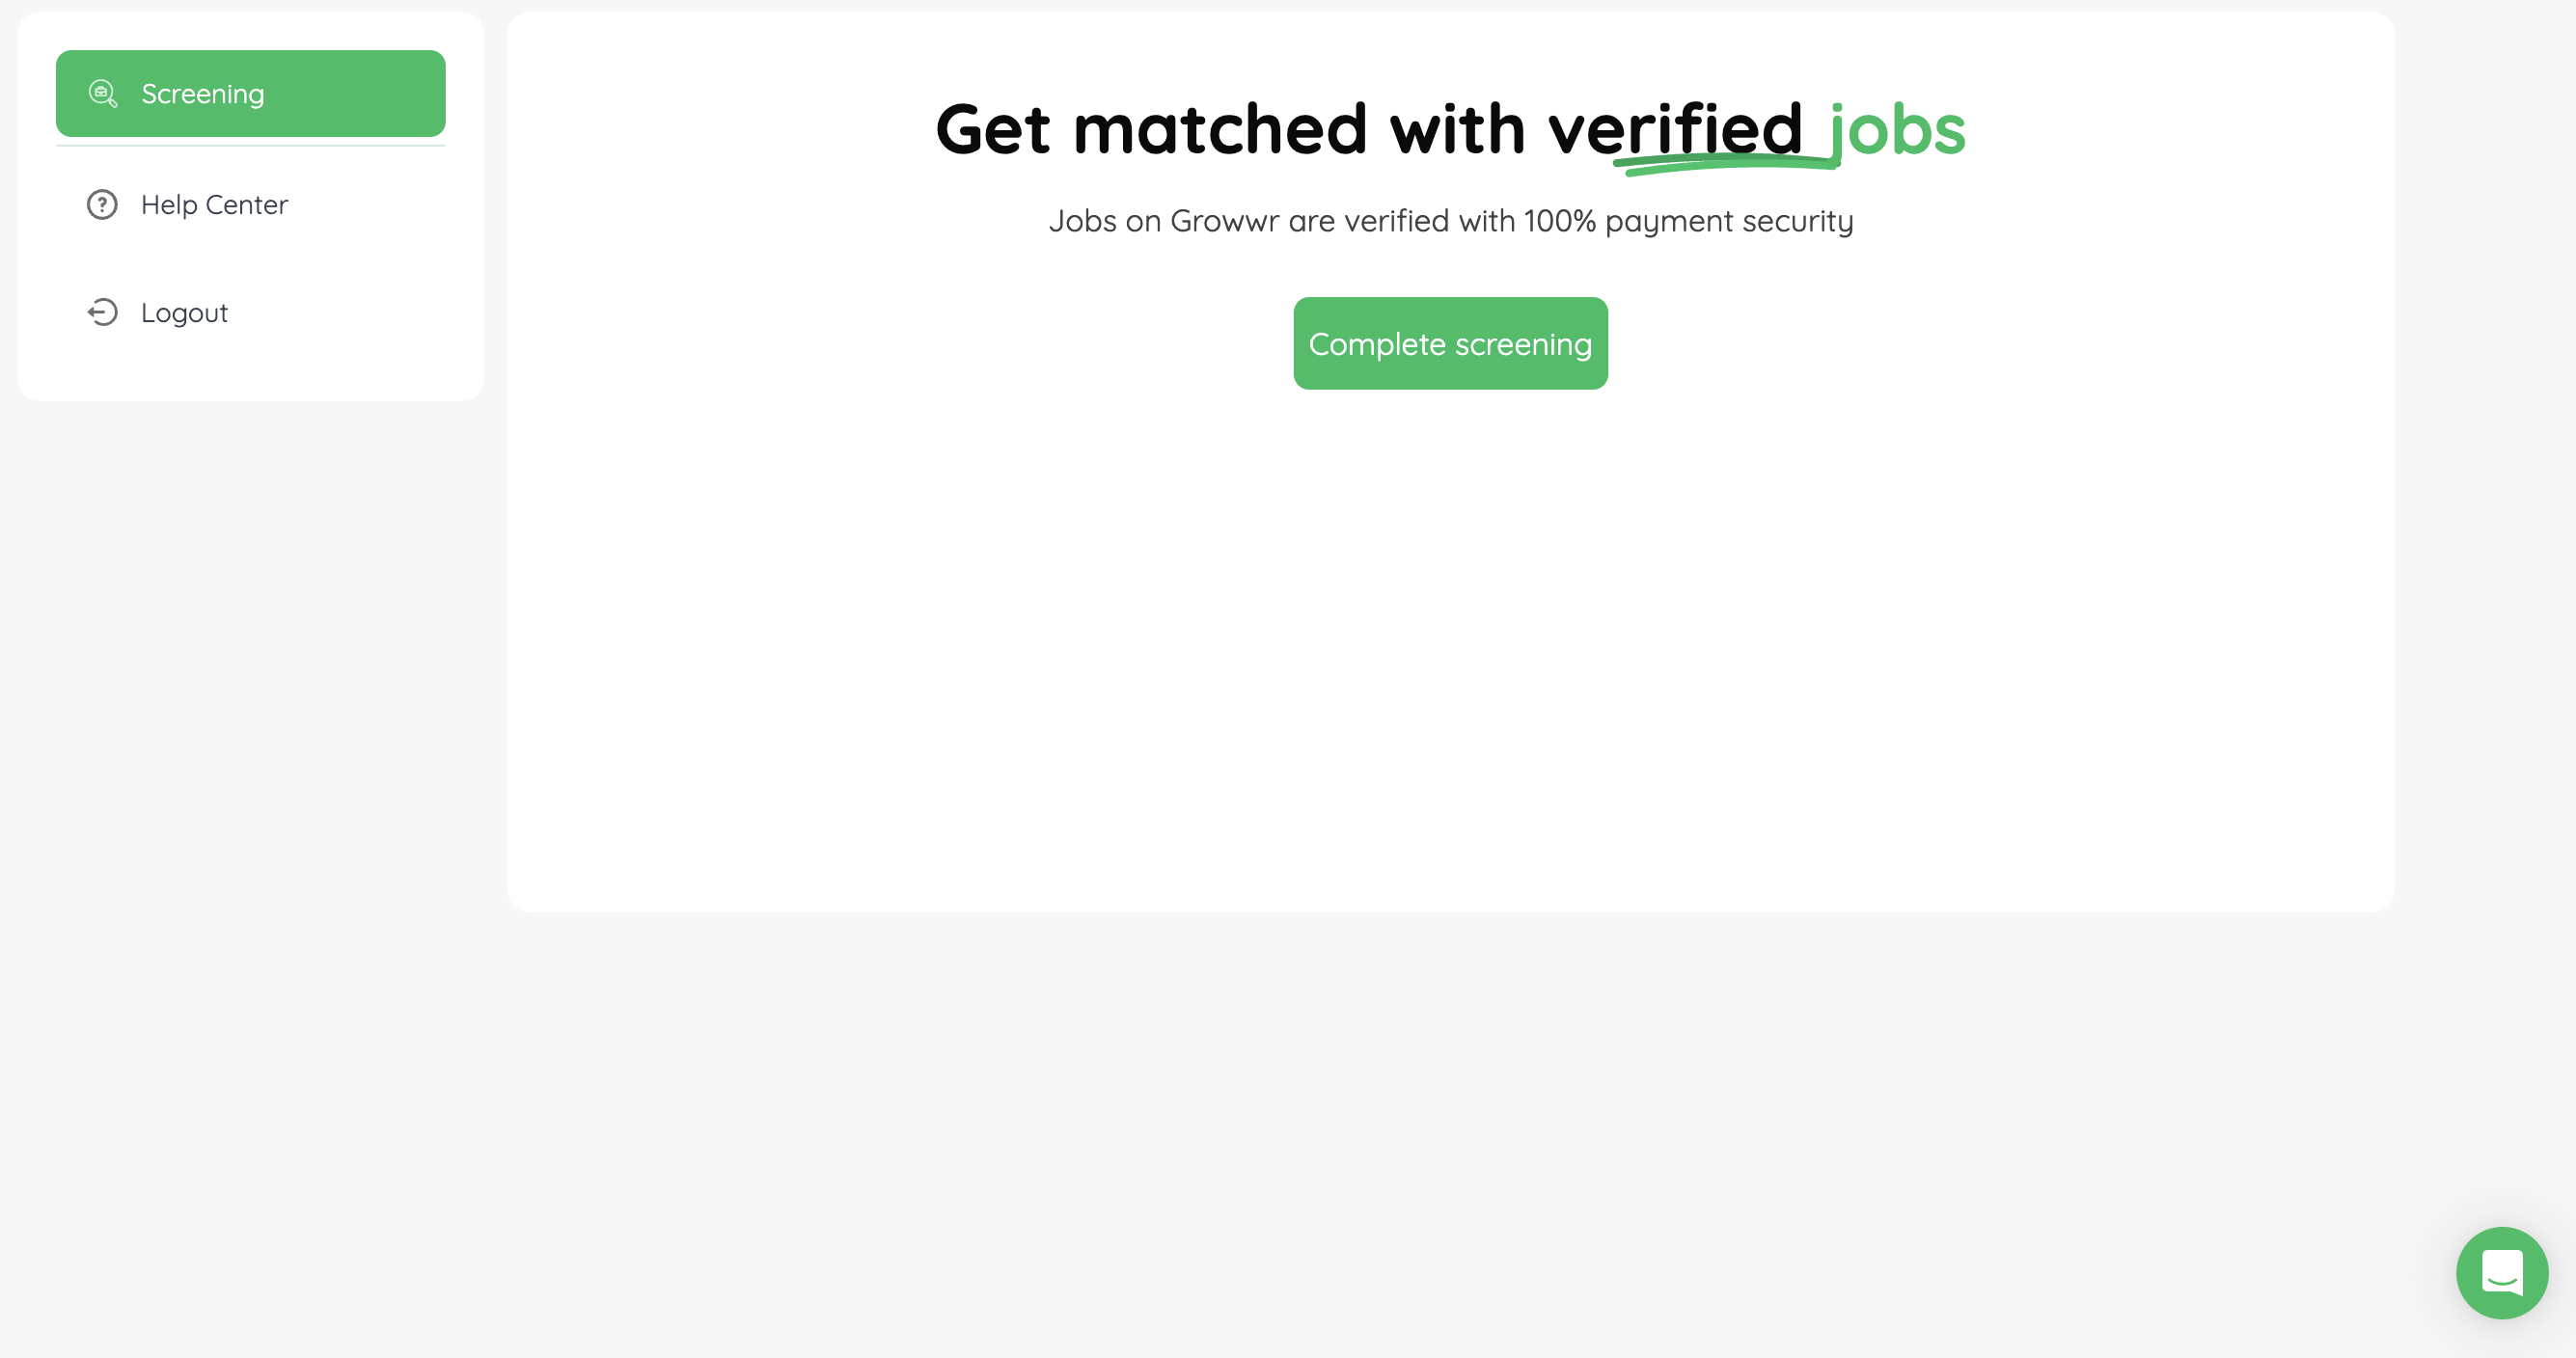 Screening
Help Center
Logout
Get matched with verified jobs
Jobs on Growwr are verified with 100% payment security
Complete screening